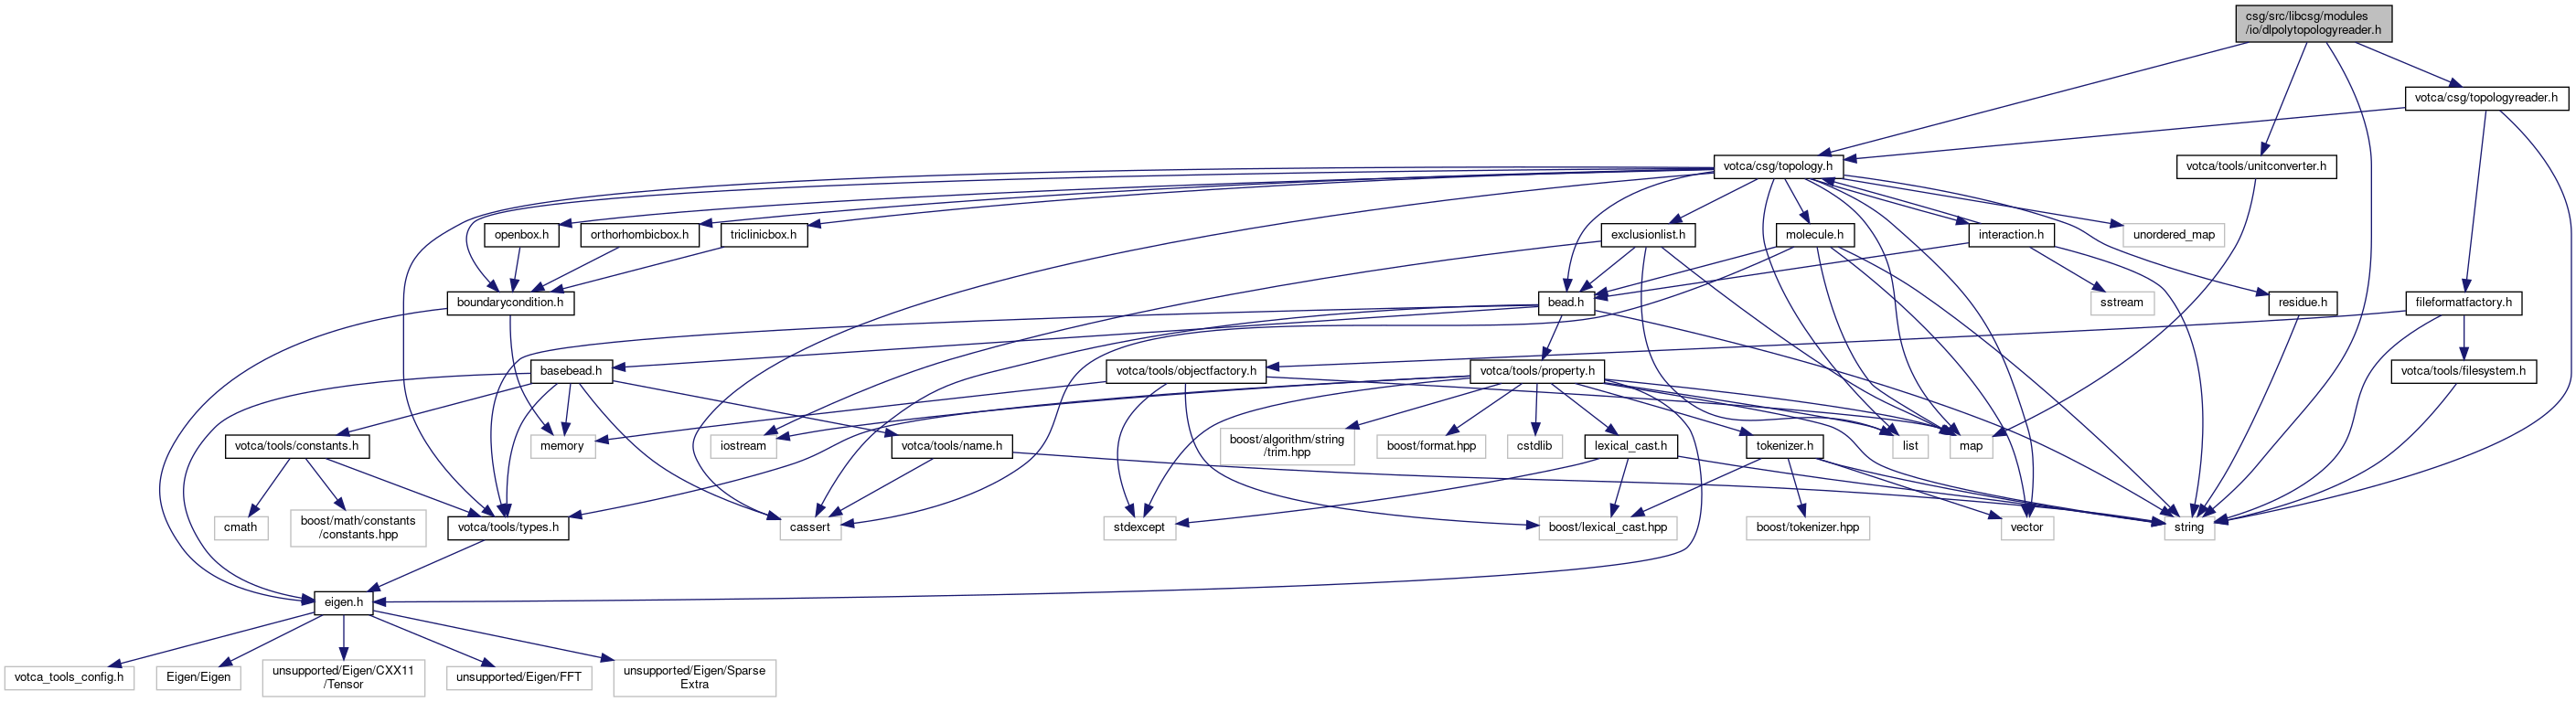 csg/src/libcsg/modules
/io/dlpolytopologyreader.h
votca/csg/topologyreader.h
votca/csg/topology.h
votca/tools/unitconverter.h
openbox.h
orthorhombicbox.h
triclinicbox.h
exclusionlist.h
molecule.h
interaction.h
unordered_map
boundarycondition.h
bead.h
sstream
residue.h
fileformatfactory.h
basebead.h
votca/tools/objectfactory.h
votca/tools/property.h
votca/tools/filesystem.h
votca/tools/constants.h
memory
iostream
votca/tools/name.h
boost/algorithm/string
/trim.hpp
boost/format.hpp
cstdlib
lexical_cast.h
tokenizer.h
list
map
cmath
boost/math/constants
/constants.hpp
votca/tools/types.h
cassert
stdexcept
boost/lexical_cast.hpp
boost/tokenizer.hpp
vector
string
eigen.h
votca_tools_config.h
Eigen/Eigen
unsupported/Eigen/CXX11
/Tensor
unsupported/Eigen/FFT
unsupported/Eigen/Sparse
Extra